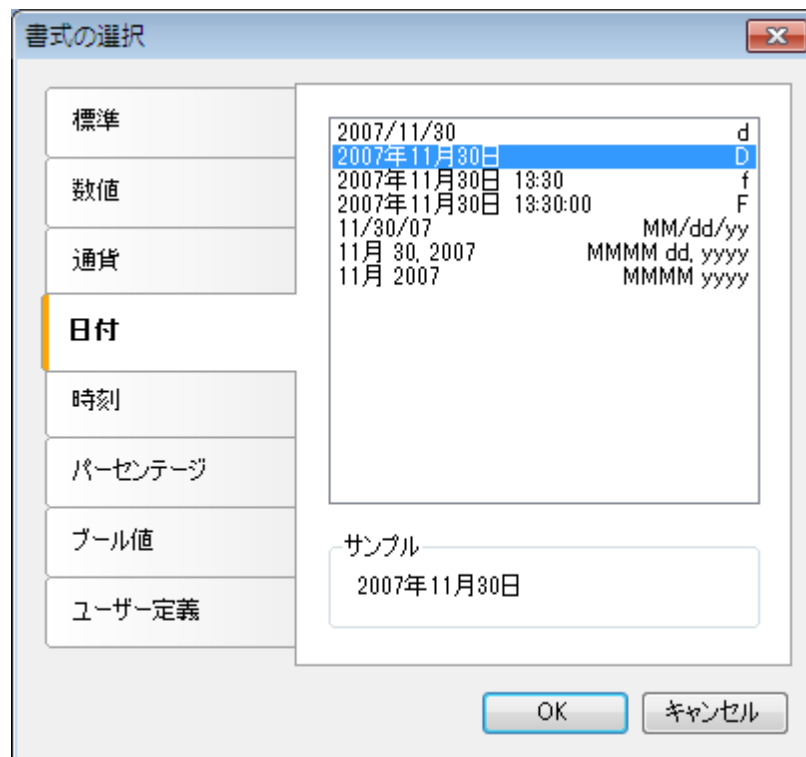 書式の選択
標準
数値
通貨
日付
時刻
パーセンテージ
ブール値
ユーザー定義
2007/11/30 d
2007年11月30日 D
2007年11月30日 13:30 f
2007年11月30日 13:30:00 F
11/30/07 MM/dd/yy
11月 30, 2007 MMMM dd, yyyy
11月 2007 MMMM yyyy
サンプル
2007年11月30日
OK キャンセル